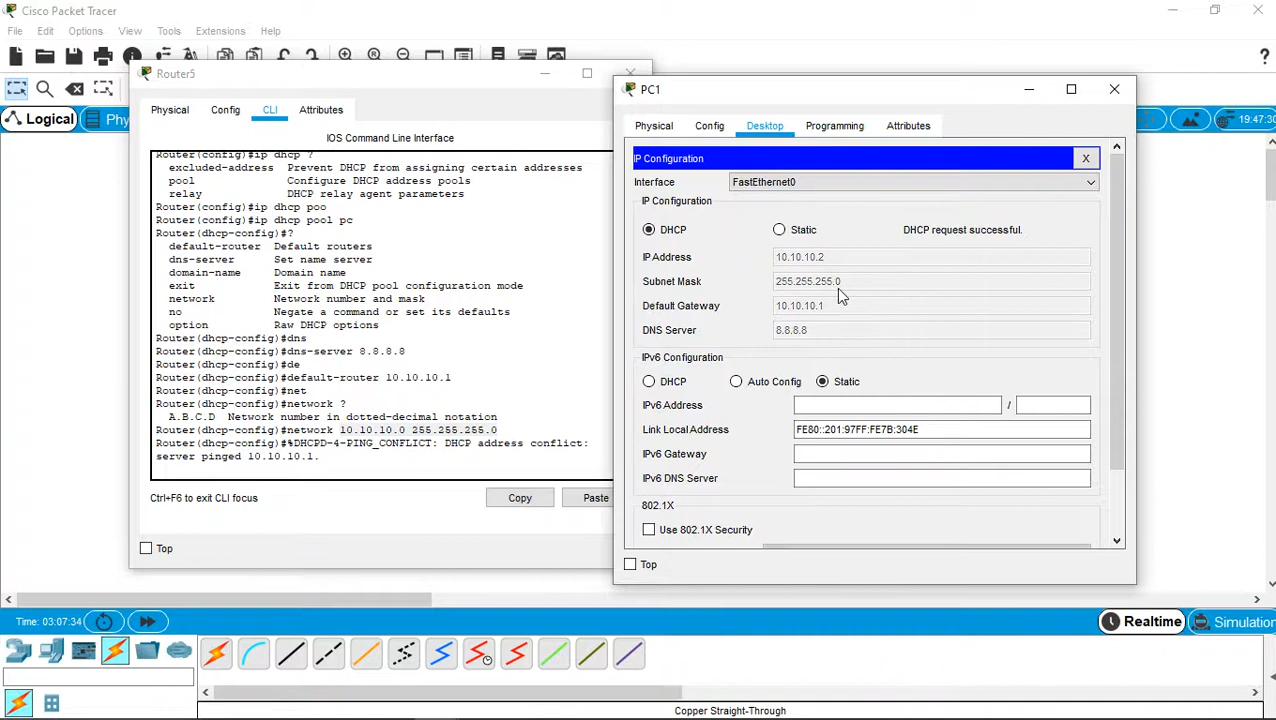 Cisco Packet Tracer
File Edit Options View Tools Extensions Help
Logical
19:47:30
Router5
Physical Config CLI Attributes
IOS Command Line Interface
Router(config)#ip dhcp ?
excluded-address Prevent DHCP from assigning certain addresses
pool Configure DHCP address pools
relay DHCP relay agent parameters
Router(config)#ip dhcp poo
Router(config)#ip dhcp pool pc
Router(dhcp-config)#?
default-router Default routers
dns-server Set name server
domain-name Domain name
exit Exit from DHCP pool configuration mode
network Network number and mask
no Negate a command or set its defaults
option Raw DHCP options
Router(dhcp-config)#dns
Router(dhcp-config)#dns-server 8.8.8.8
Router(dhcp-config)#de
Router(dhcp-config)#default-router 10.10.10.1
Router(dhcp-config)#net
Router(dhcp-config)#network ?
A.B.C.D Network number in dotted-decimal notation
Router(dhcp-config)#network 10.10.10.0 255.255.255.0
Router(dhcp-config)#%DHCPD-4-PING_CONFLICT: DHCP address conflict:
server pinged 10.10.10.1.
Ctrl+F6 to exit CLI focus
Copy
Paste
Top
PC1
Physical Config Desktop Programming Attributes
IP Configuration
X
Interface FastEthernet0
IP Configuration
DHCP Static DHCP request successful.
IP Address 10.10.10.2
Subnet Mask 255.255.255.0
Default Gateway 10.10.10.1
DNS Server 8.8.8.8
IPv6 Configuration
DHCP Auto Config Static
IPv6 Address /
Link Local Address FE80::201:97FF:FE7B:304E
IPv6 Gateway
IPv6 DNS Server
802.1X
Use 802.1X Security
Top
Time: 03:07:34
Realtime
Simulation
Copper Straight-Through